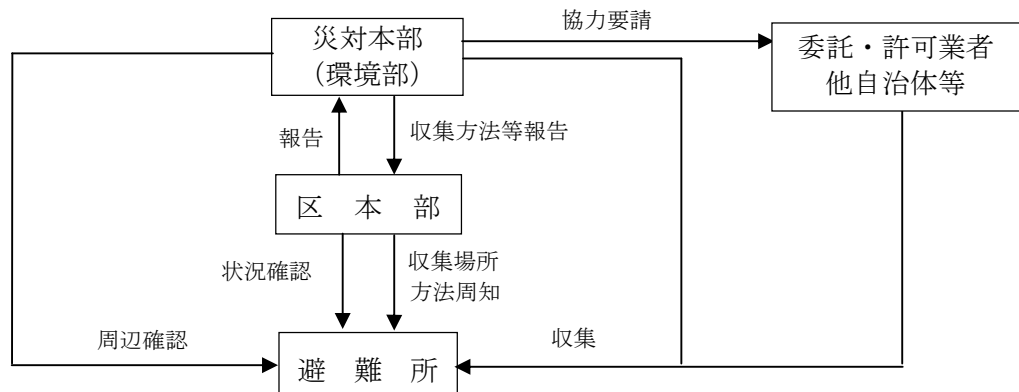 協力要請
災対本部
（環境部）
委託・許可業者
他自治体等
報告
収集方法等報告
区 本 部
状況確認
収集場所
方法周知
周辺確認
収集
避 難 所